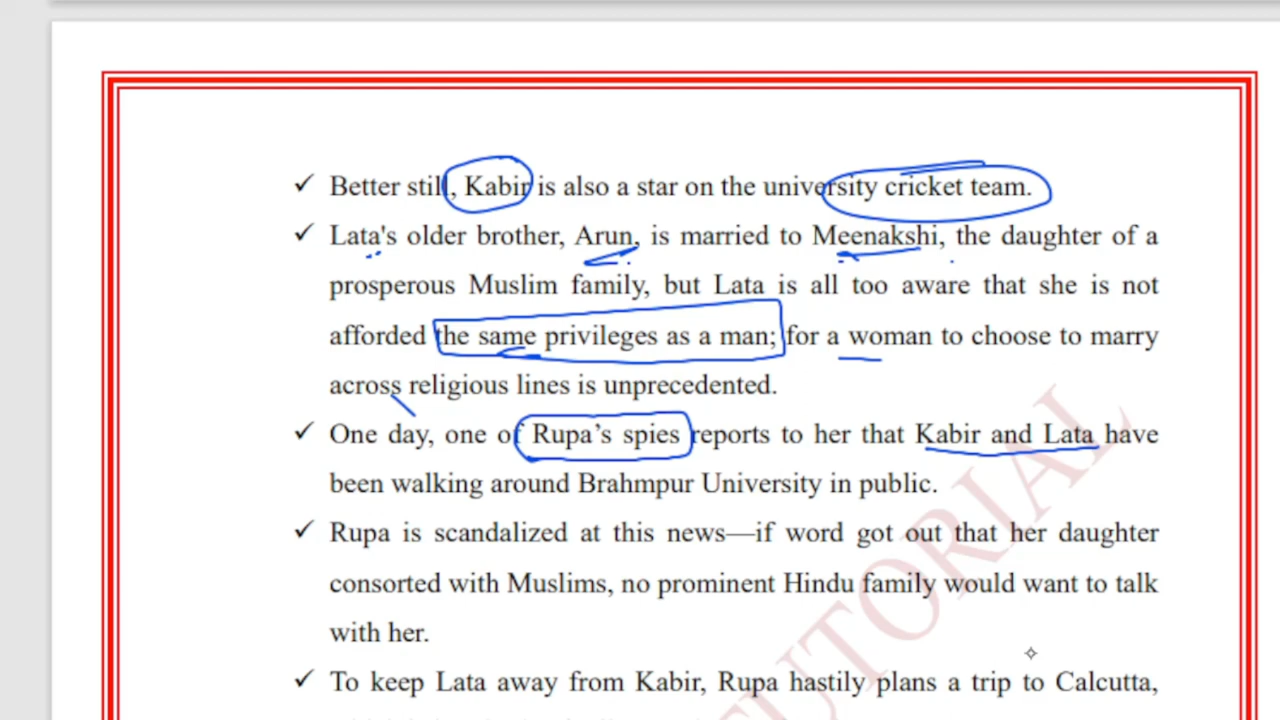 ✓ Better still, Kabir is also a star on the university cricket team.
✓ Lata's older brother, Arun, is married to Meenakshi, the daughter of a
prosperous Muslim family, but Lata is all too aware that she is not
afforded the same privileges as a man; for a woman to choose to marry
across religious lines is unprecedented.
✓ One day, one of Rupa’s spies reports to her that Kabir and Lata have
been walking around Brahmpur University in public.
✓ Rupa is scandalized at this news—if word got out that her daughter
consorted with Muslims, no prominent Hindu family would want to talk
with her.
✓ To keep Lata away from Kabir, Rupa hastily plans a trip to Calcutta,
TUTORIAL